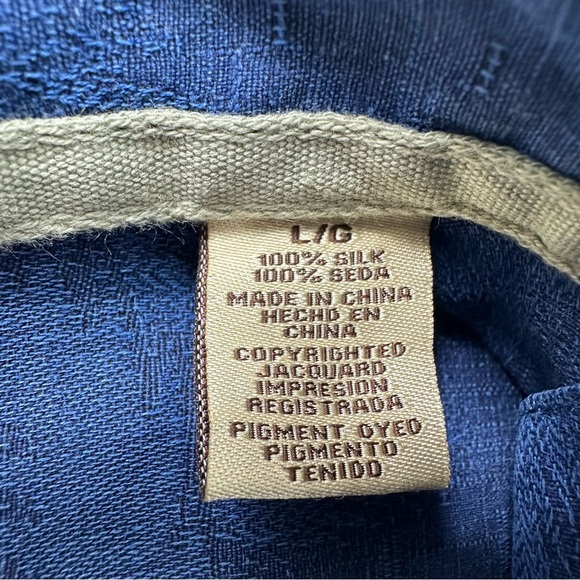 L/G
100% SILK
100% SEDA
MADE IN CHINA
HECHO EN
CHINA
COPYRIGHTED
JACQUARD
IMPRESION
REGISTRADA
PIGMENT DYED
PIGMENTO
TENIDO